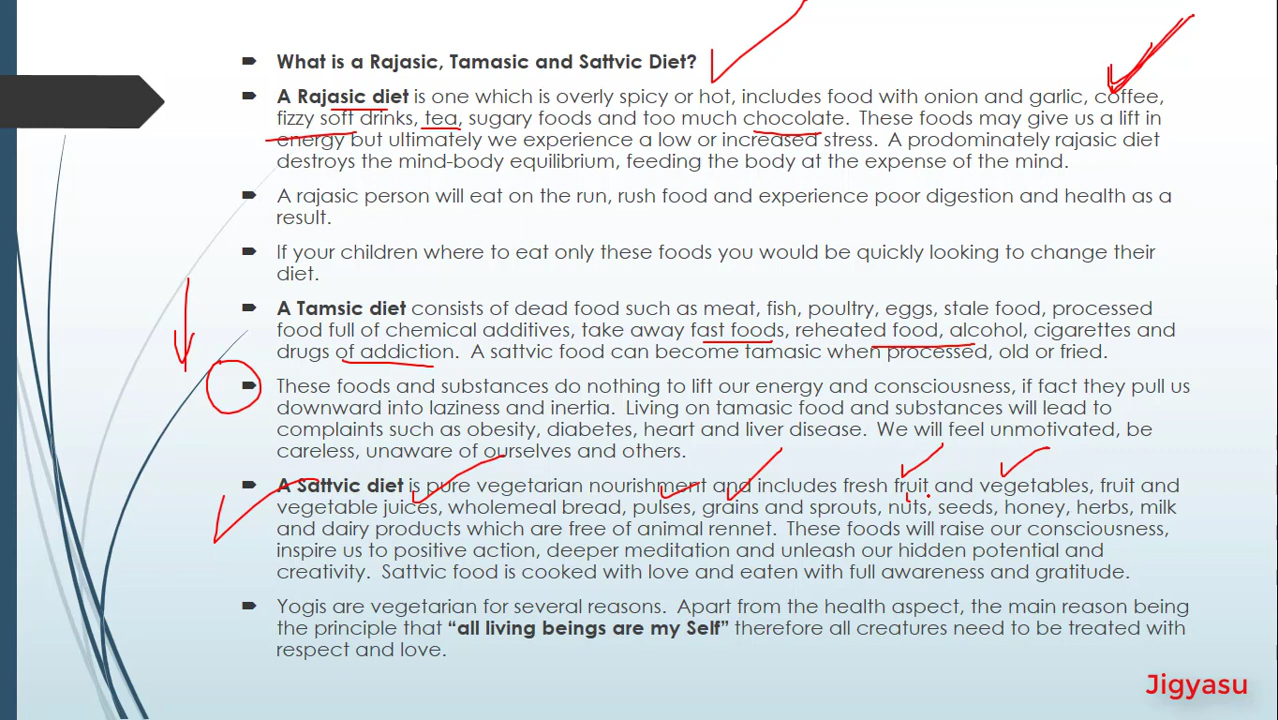 What is a Rajasic, Tamasic and Sattvic Diet?
A Rajasic diet is one which is overly spicy or hot, includes food with onion and garlic, coffee,
fizzy soft drinks, tea, sugary foods and too much chocolate. These foods may give us a lift in
energy but ultimately we experience a low or increased stress. A prodominately rajasic diet
destroys the mind-body equilibrium, feeding the body at the expense of the mind.
A rajasic person will eat on the run, rush food and experience poor digestion and health as a
result.
If your children where to eat only these foods you would be quickly looking to change their
diet.
A Tamsic diet consists of dead food such as meat, fish, poultry, eggs, stale food, processed
food full of chemical additives, take away fast foods, reheated food, alcohol, cigarettes and
drugs of addiction. A sattvic food can become tamasic when processed, old or fried.
These foods and substances do nothing to lift our energy and consciousness, if fact they pull us
downward into laziness and inertia. Living on tamasic food and substances will lead to
complaints such as obesity, diabetes, heart and liver disease. We will feel unmotivated, be
careless, unaware of ourselves and others.
A Sattvic diet is pure vegetarian nourishment and includes fresh fruit and vegetables, fruit and
vegetable juices, wholemeal bread, pulses, grains and sprouts, nuts, seeds, honey, herbs, milk
and dairy products which are free of animal rennet. These foods will raise our consciousness,
inspire us to positive action, deeper meditation and unleash our hidden potential and
creativity. Sattvic food is cooked with love and eaten with full awareness and gratitude.
Yogis are vegetarian for several reasons. Apart from the health aspect, the main reason being
the principle that “all living beings are my Self” therefore all creatures need to be treated with
respect and love.
Jigyasu